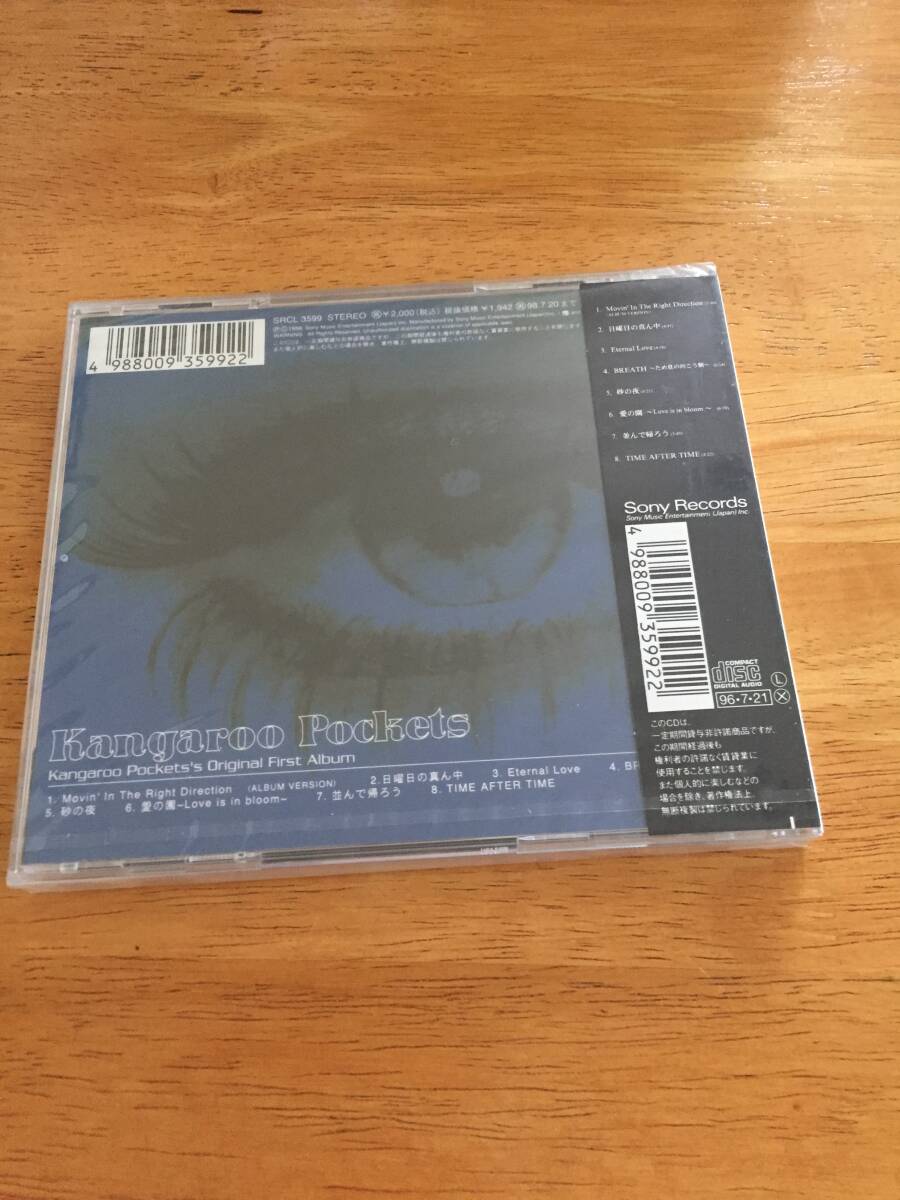 SRCL 3599 STEREO ¥2,000(税込) 税抜価格 ¥1,942 98.7.20まで
4 988009 359922
Kangaroo Pockets
Kangaroo Pockets's Original First Album
1. Movin' In The Right Direction (ALBUM VERSION) 2.日曜日の真ん中 3. Eternal Love 4. BR
5. 砂の夜 6. 愛の園~Love is in bloom~ 7. 並んで帰ろう 8. TIME AFTER TIME
1. Movin' In The Right Direction
2. 日曜日の真ん中
3. Eternal Love
4. BREATH ~ため息の向こう側~
5. 砂の夜
6. 愛の園 ~Love is in bloom~
7. 並んで帰ろう
8. TIME AFTER TIME
Sony Records
Sony Music Entertainment (Japan) Inc.
4 988009 359922
COMPACT
disc
DIGITAL AUDIO
96・7・21
L
X
このCDは、
一定期間貸与非許諾商品ですが、
この期間経過後も
権利者の許諾なく賃貸業に
使用することを禁じます。
また個人的に楽しむなどの
場合を除き、著作権法上、
無断複製は禁じられています。